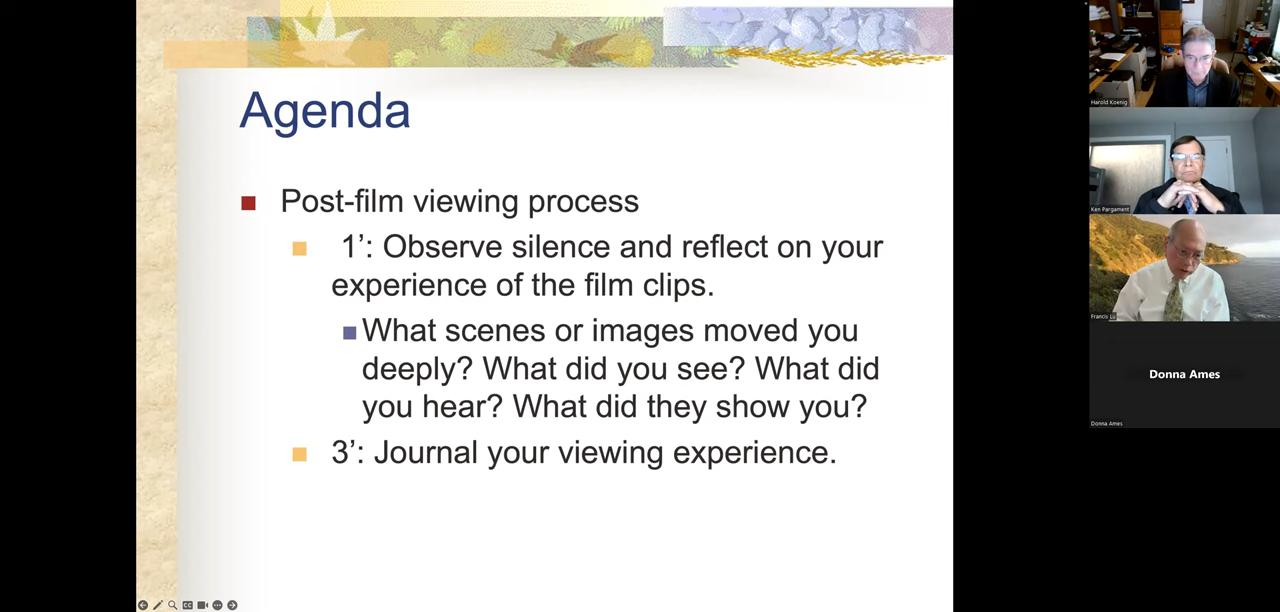 Agenda
Post-film viewing process
1’: Observe silence and reflect on your
experience of the film clips.
What scenes or images moved you
deeply? What did you see? What did
you hear? What did they show you?
3’: Journal your viewing experience.
Harold Koenig
Ken Pargament
Francis Lu
Donna Ames
Donna Ames